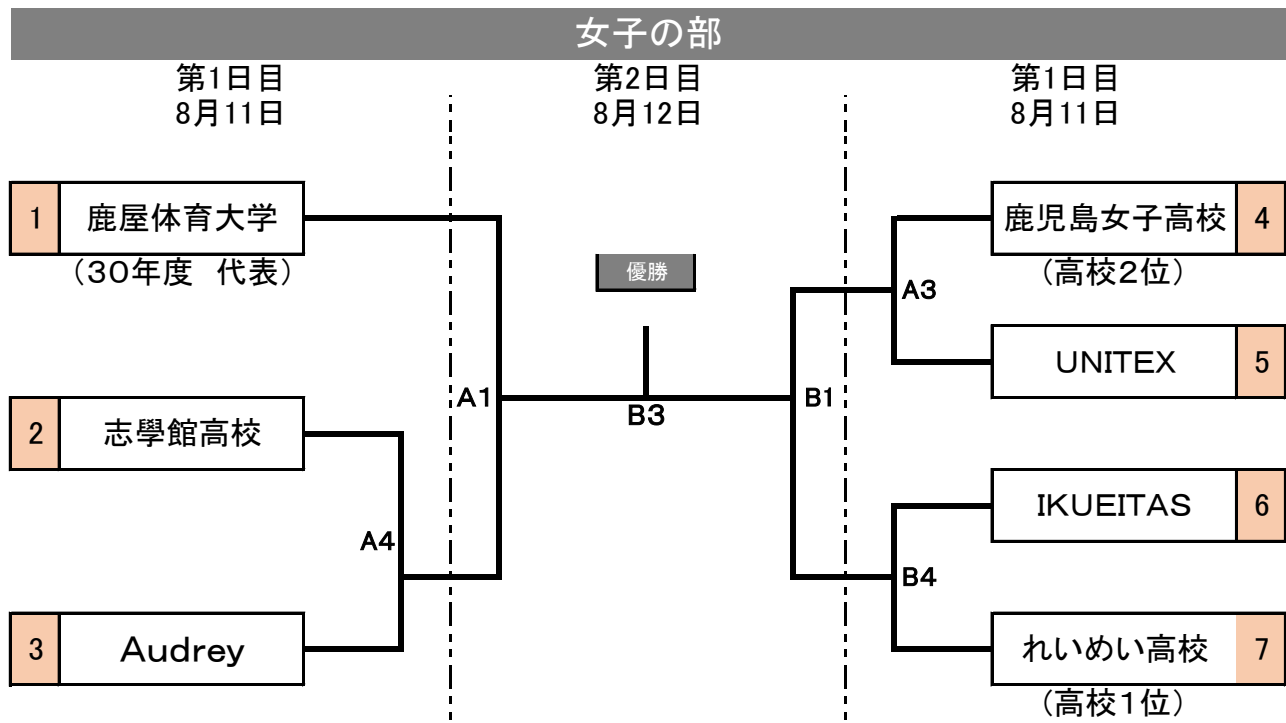 女子の部
第1日目
8月11日
第2日目
8月12日
第1日目
8月11日
1 鹿屋体育大学
（30年度　代表）
2 志學館高校
3 Audrey
A4
A1
優勝
B3
B1
A3
B4
鹿児島女子高校 4
（高校2位）
UNITEX 5
IKUEITAS 6
れいめい高校 7
（高校1位）